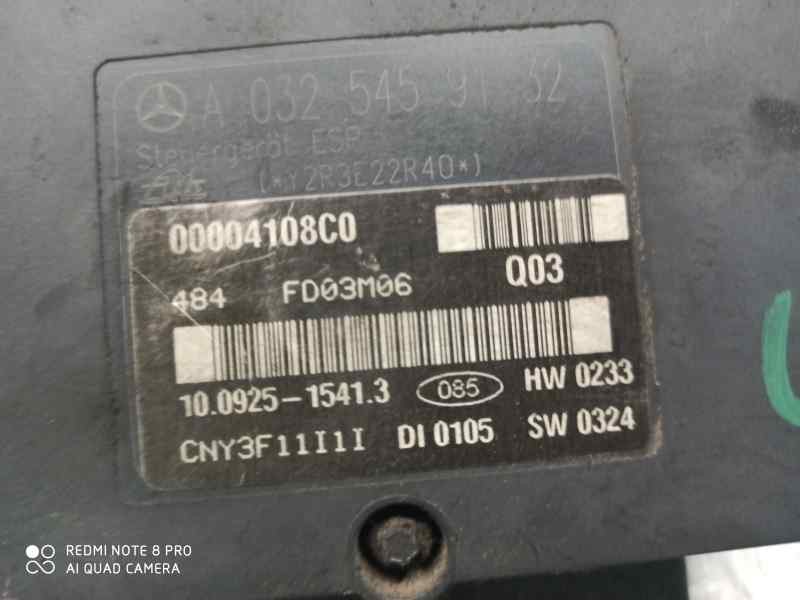 A 032 545 91 32
Steuergerät ESP
Ate (*Y2R3E22R40*)
00004108C0
Q03
484 FD03M06
10.0925-1541.3 085 HW 0233
CNY3F11I1I DI 0105 SW 0324
REDMI NOTE 8 PRO
AI QUAD CAMERA